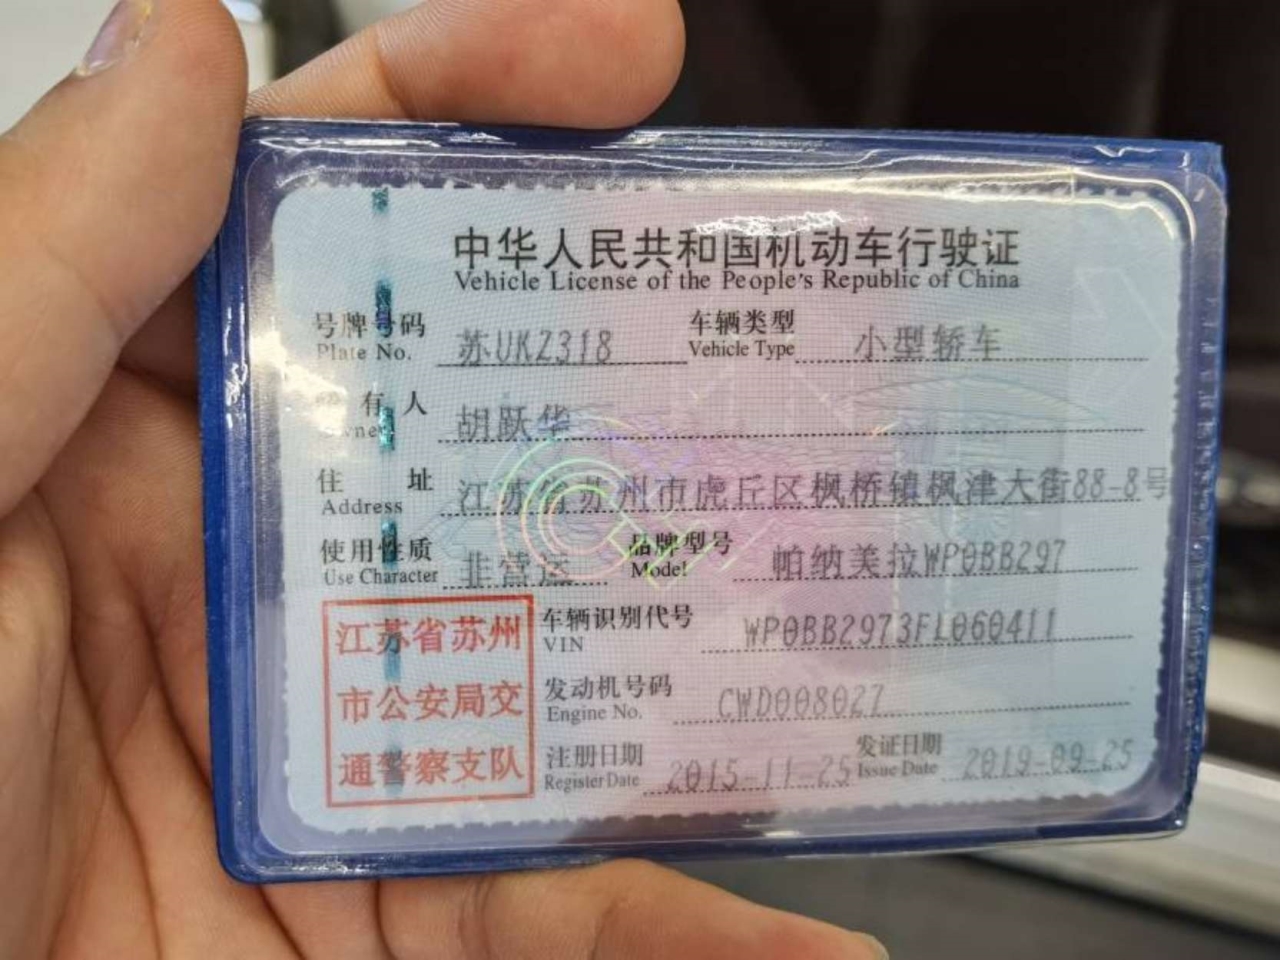 中华人民共和国机动车行驶证
Vehicle License of the People's Republic of China
号牌号码 苏UKZ318 车辆类型 小型轿车
Plate No. Vehicle Type
所有人 胡跃华
Owner
住址 江苏省苏州市虎丘区枫桥镇枫津大街88-8号
Address
使用性质 非营运 品牌型号 帕纳美拉WP0BB297
Use Character Model
江苏省苏州
市公安局交
通警察支队
车辆识别代号 WP0BB2973FL060411
VIN
发动机号码 CWD008027
Engine No.
注册日期 2015-11-25 发证日期 2019-09-25
Register Date Issue Date